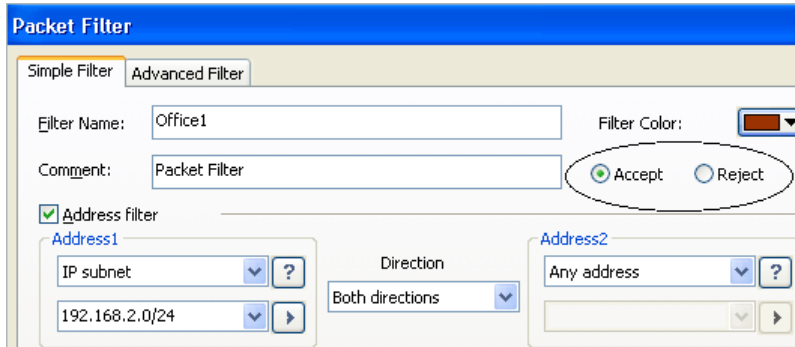 Packet Filter
Simple Filter Advanced Filter
Filter Name: Office1 Filter Color:
Comment: Packet Filter Accept Reject
Address filter
Address1 Address2
IP subnet ? Direction Any address ?
192.168.2.0/24 Both directions